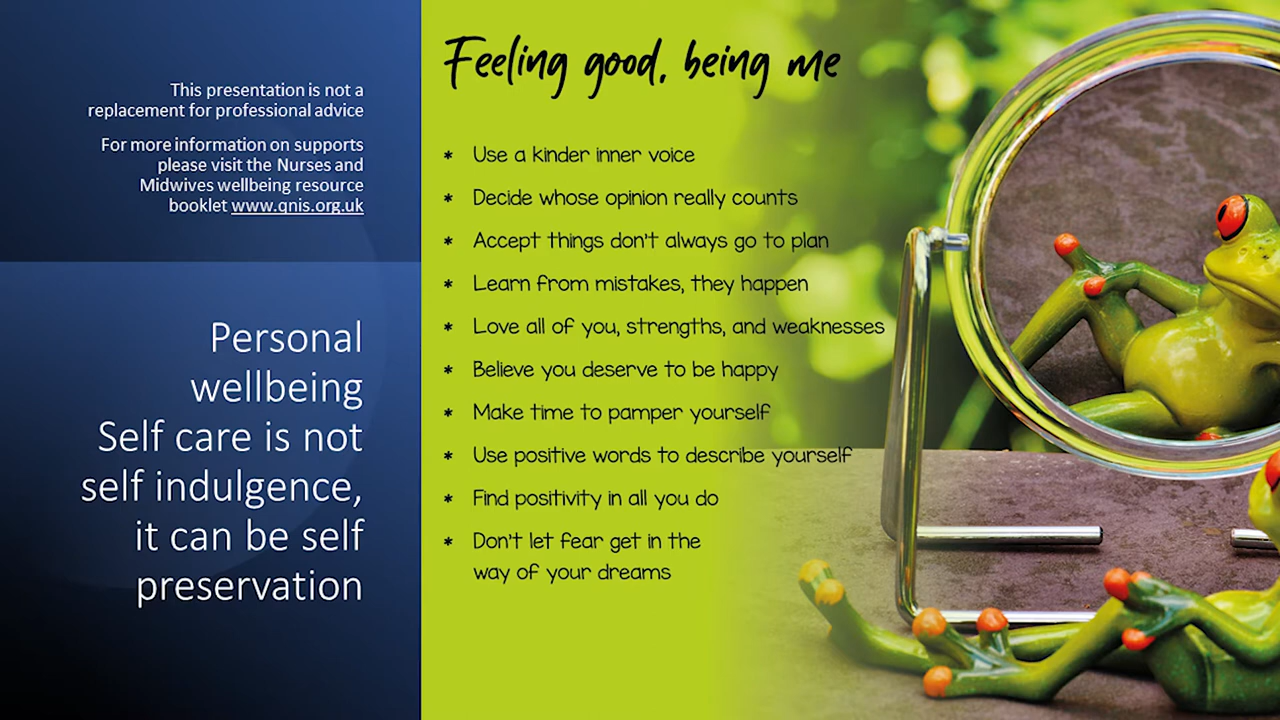 This presentation is not a
replacement for professional advice
For more information on supports
please visit the Nurses and
Midwives wellbeing resource
booklet www.qnis.org.uk
Personal
wellbeing
Self care is not
self indulgence,
it can be self
preservation
Feeling good, being me
* Use a kinder inner voice
* Decide whose opinion really counts
* Accept things don't always go to plan
* Learn from mistakes, they happen
* Love all of you, strengths, and weaknesses
* Believe you deserve to be happy
* Make time to pamper yourself
* Use positive words to describe yourself
* Find positivity in all you do
* Don't let fear get in the
way of your dreams